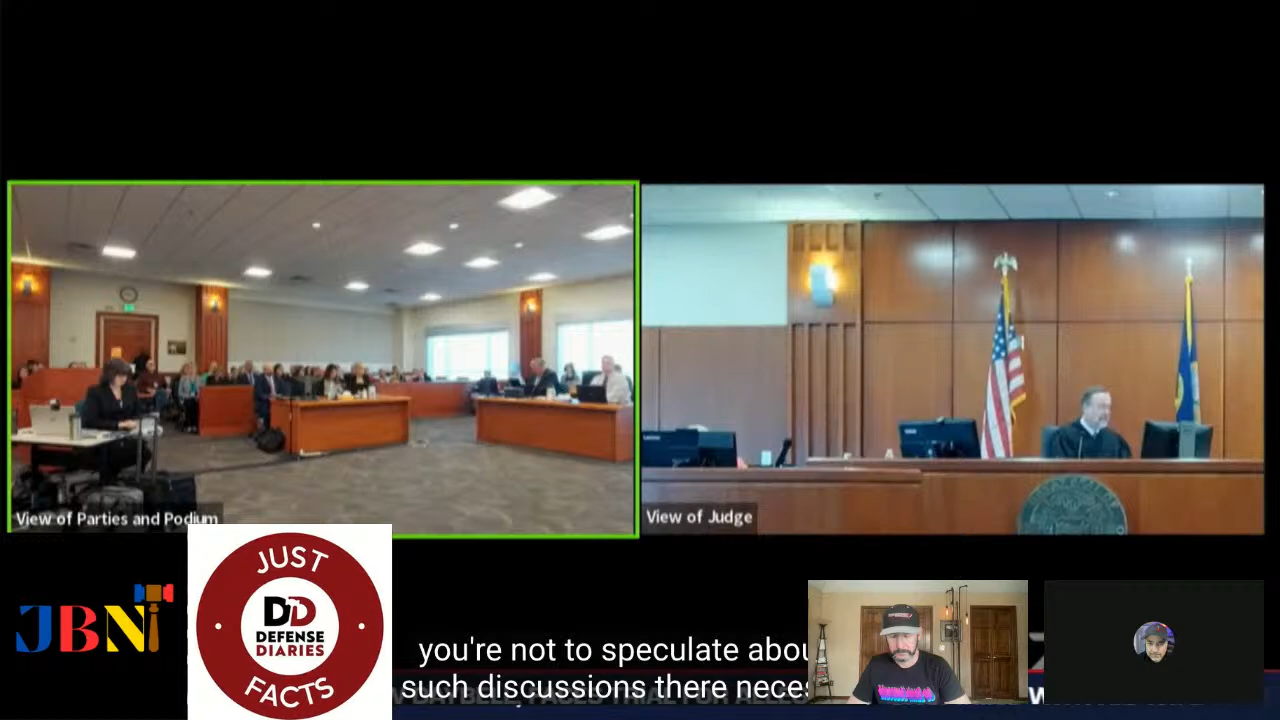 View of Parties and Podium
View of Judge
JBN
JUST
DD
DEFENSE
DIARIES
FACTS
you're not to speculate abou
such discussions there neces